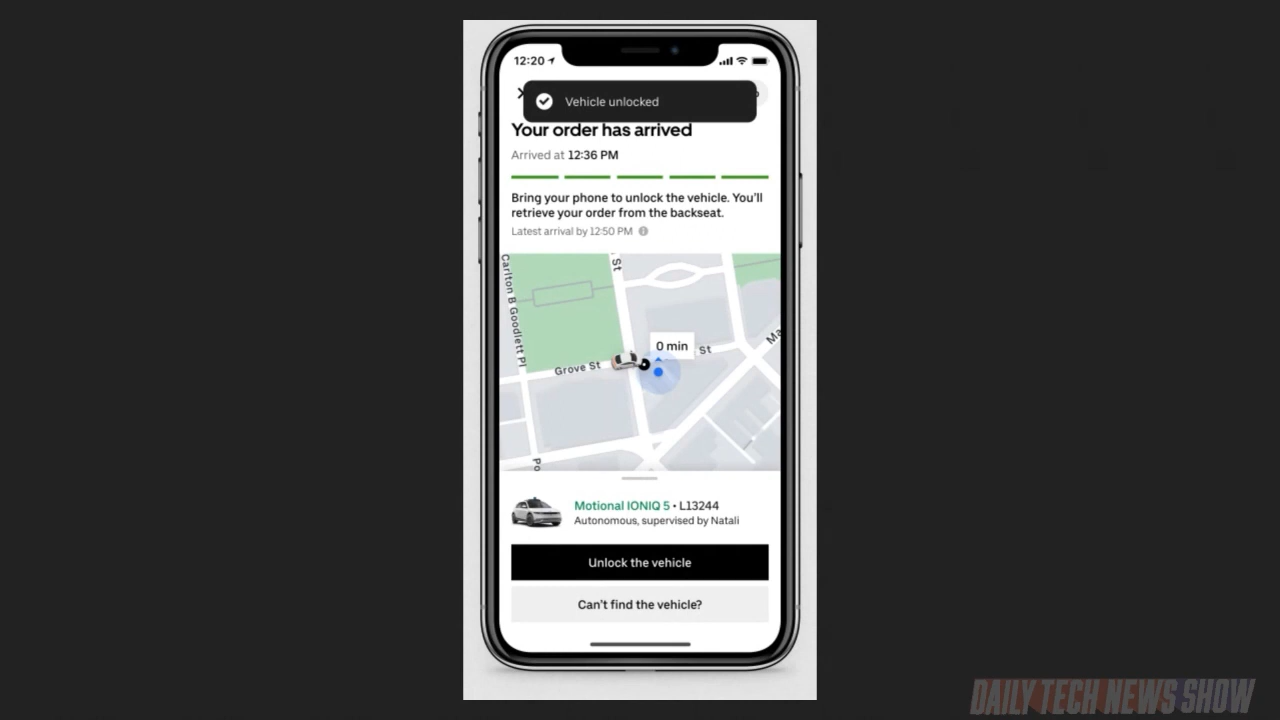 12:20
Vehicle unlocked
Your order has arrived
Arrived at 12:36 PM
Bring your phone to unlock the vehicle. You'll
retrieve your order from the backseat.
Latest arrival by 12:50 PM
Carlton B Goodlett Pl
St
0 min
St
Grove St
Motional IONIQ 5 • L13244
Autonomous, supervised by Natali
Unlock the vehicle
Can't find the vehicle?
DAILY TECH NEWS SHOW